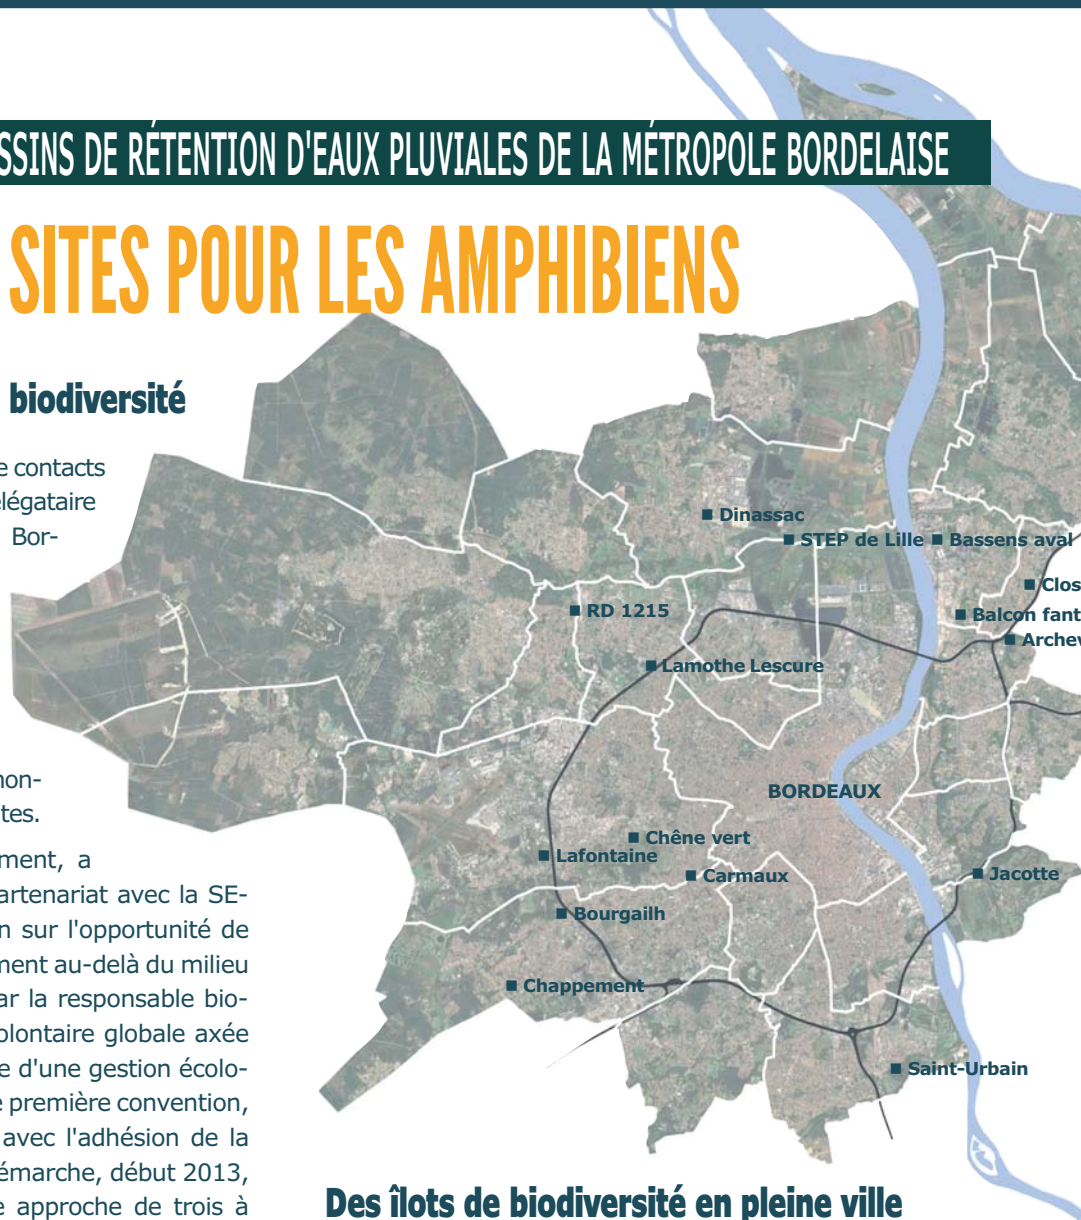 SSINS DE RÉTENTION D'EAUX PLUVIALES DE LA MÉTROPOLE BORDELAISE
SITES POUR LES AMPHIBIENS
biodiversité
e contacts
élégataire
Bor-
non-
tes.
ment, a
artenariat avec la SE-
n sur l'opportunité de
ment au-delà du milieu
ar la responsable bio-
olontaire globale axée
e d'une gestion écolo-
e première convention,
avec l'adhésion de la
émarche, début 2013,
e approche de trois à
Dinassac
STEP de Lille
Bassens aval
Clos
RD 1215
Balcon fant
Archev
Lamothe Lescure
BORDEAUX
Chêne vert
Lafontaine
Carmaux
Jacotte
Bourgailh
Chappement
Saint-Urbain
Des îlots de biodiversité en pleine ville